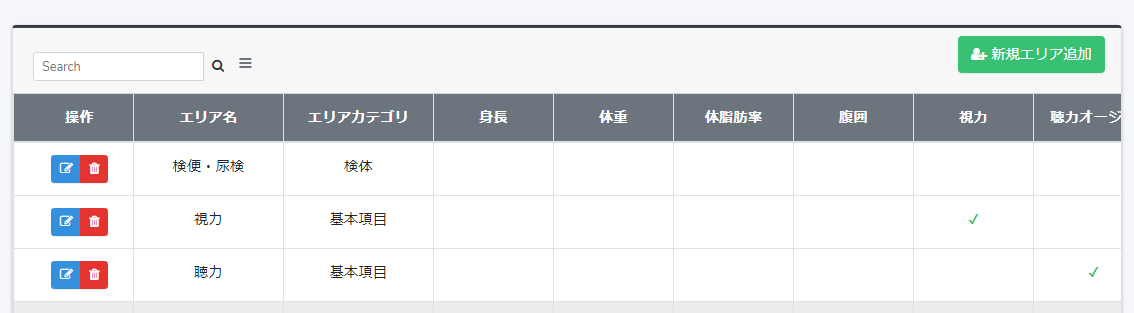 Search
新規エリア追加
操作 エリア名 エリアカテゴリ 身長 体重 体脂肪率 腹囲 視力 聴力オージ
検便・尿検 検体
視力 基本項目 ✓
聴力 基本項目 ✓